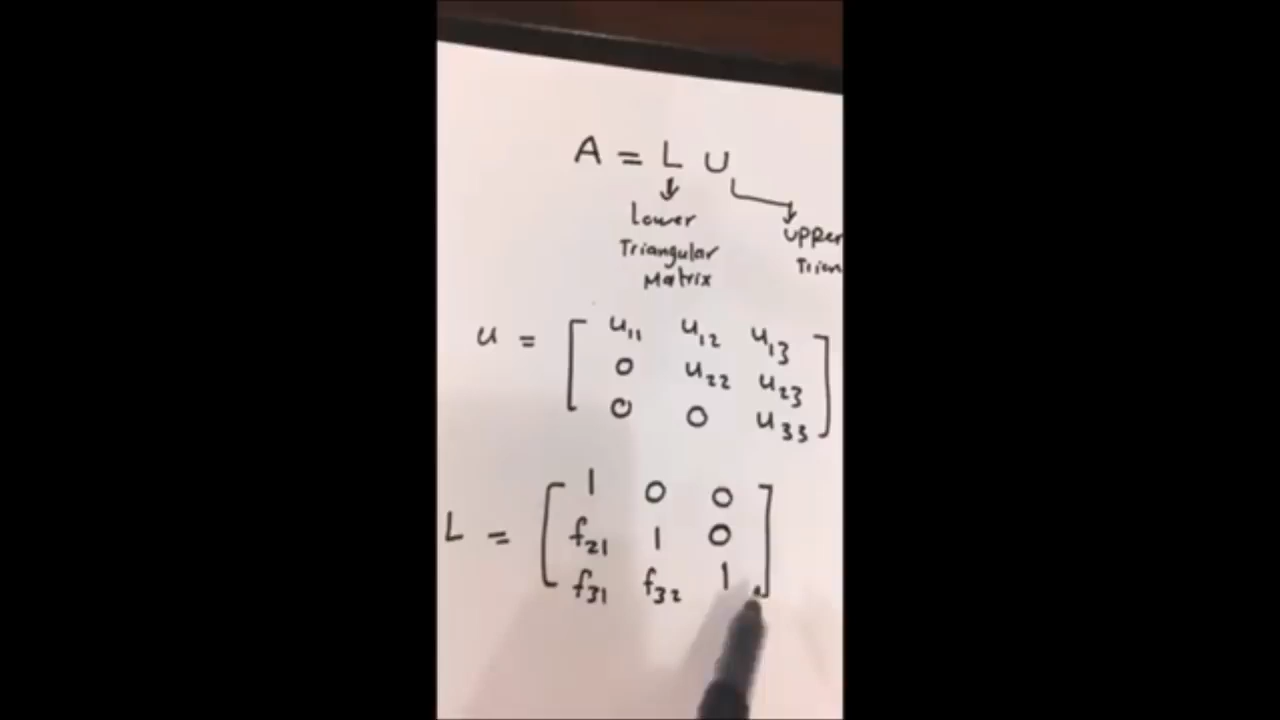 A = L U
Lower
Triangular
Matrix
Upper
u = [ u11 u12 u13
0 u22 u23
0 0 u33 ]
L = [ 1 0 0
f21 1 0
f31 f32 1 ]